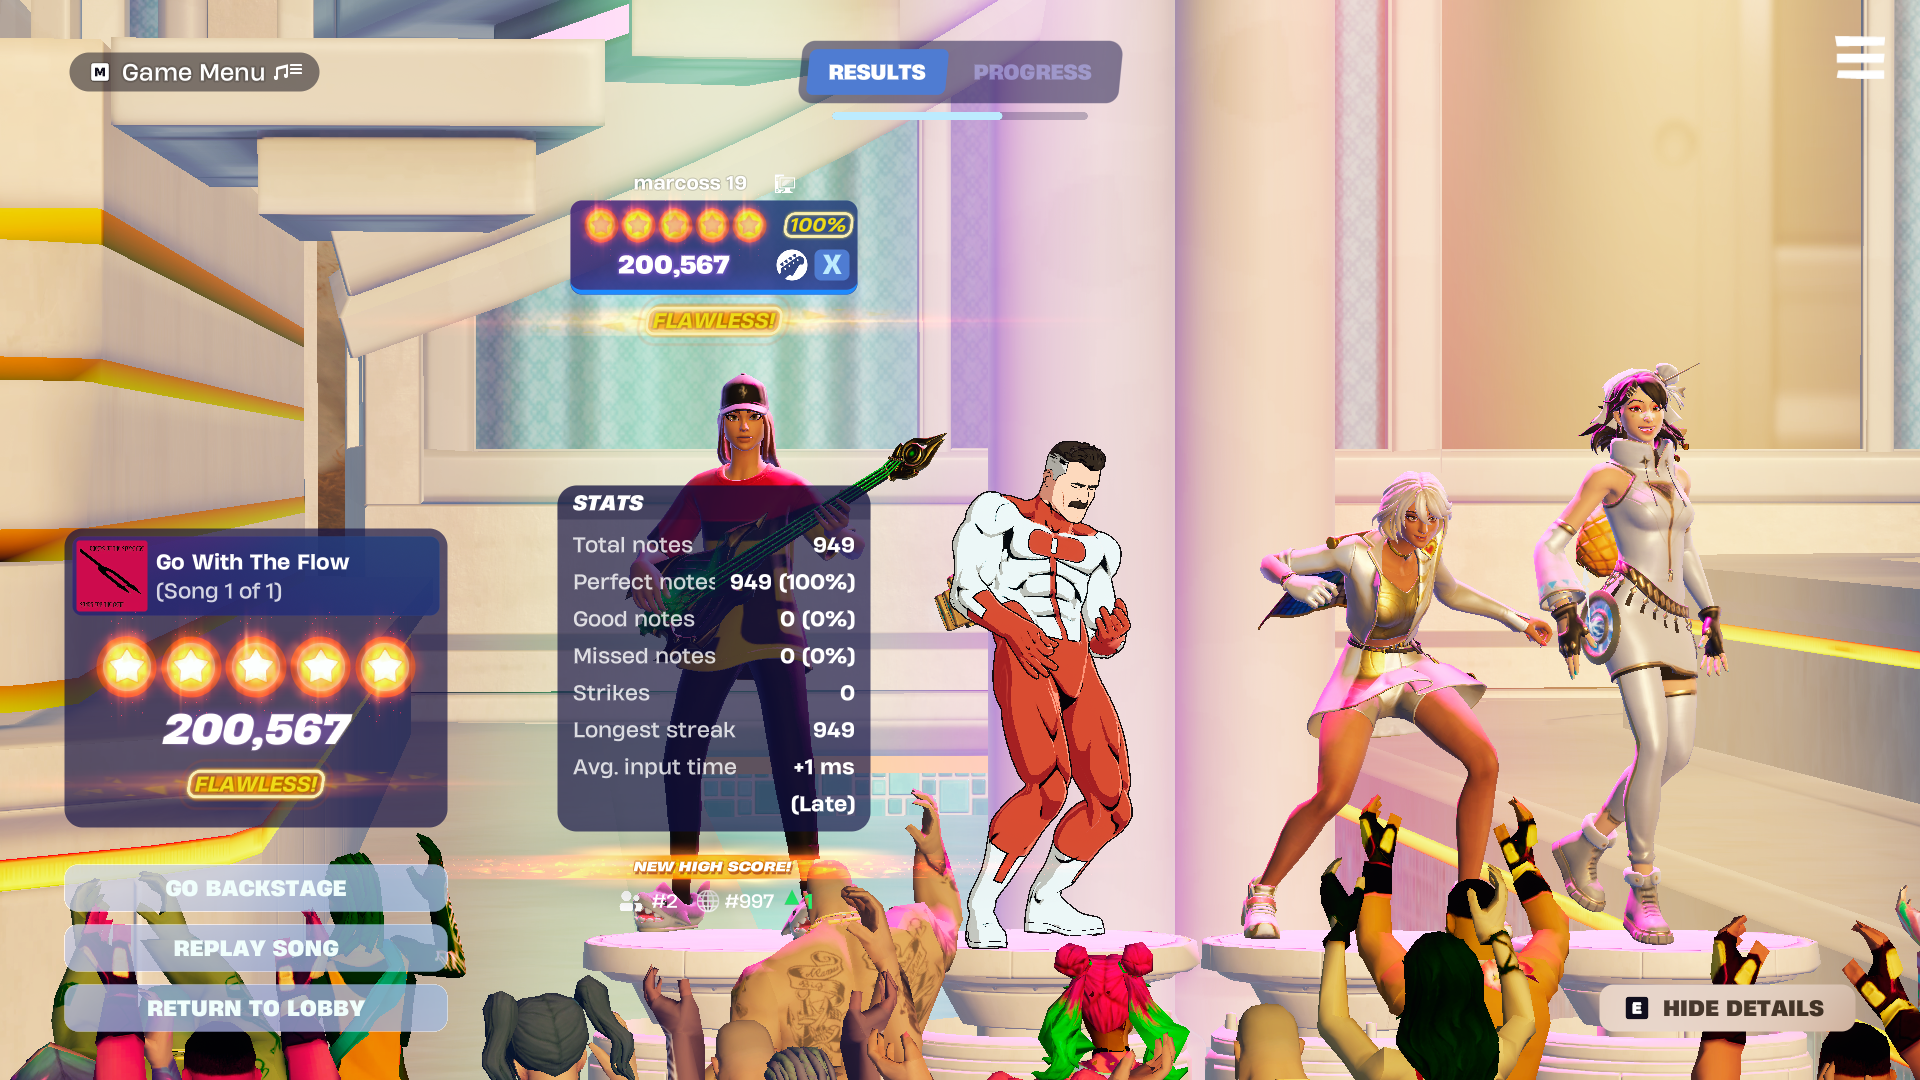 M Game Menu
RESULTS PROGRESS
marcoss 19
100%
200,567 X
FLAWLESS!
STATS
Total notes 949
Perfect notes 949 (100%)
Good notes 0 (0%)
Missed notes 0 (0%)
Strikes 0
Longest streak 949
Avg. input time +1 ms
(Late)
NEW HIGH SCORE!
#2 #997
Go With The Flow
(Song 1 of 1)
200,567
FLAWLESS!
GO BACKSTAGE
REPLAY SONG
RETURN TO LOBBY
E HIDE DETAILS